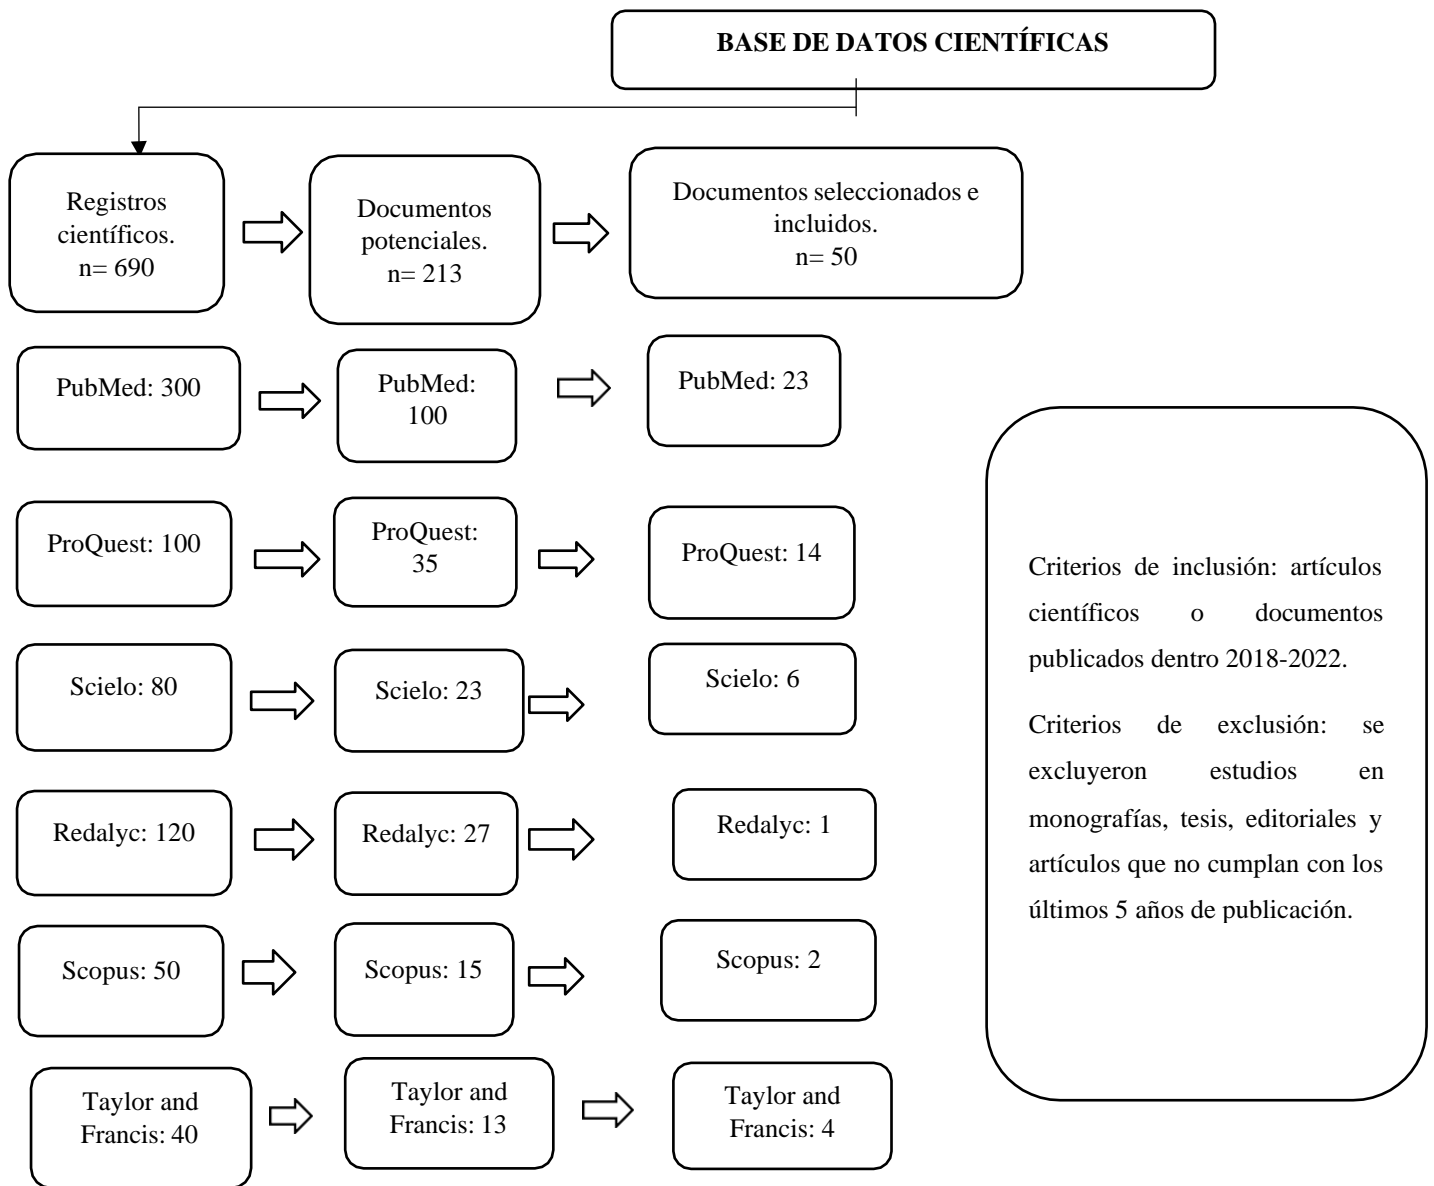 BASE DE DATOS CIENTÍFICAS
Registros
científicos.
n= 690
Documentos
potenciales.
n= 213
Documentos seleccionados e
incluidos.
n= 50
PubMed: 300
PubMed:
100
PubMed: 23
ProQuest: 100
ProQuest:
35
ProQuest: 14
Scielo: 80
Scielo: 23
Scielo: 6
Redalyc: 120
Redalyc: 27
Redalyc: 1
Scopus: 50
Scopus: 15
Scopus: 2
Taylor and
Francis: 40
Taylor and
Francis: 13
Taylor and
Francis: 4
Criterios de inclusión: artículos
científicos o documentos
publicados dentro 2018-2022.
Criterios de exclusión: se
excluyeron estudios en
monografías, tesis, editoriales y
artículos que no cumplan con los
últimos 5 años de publicación.